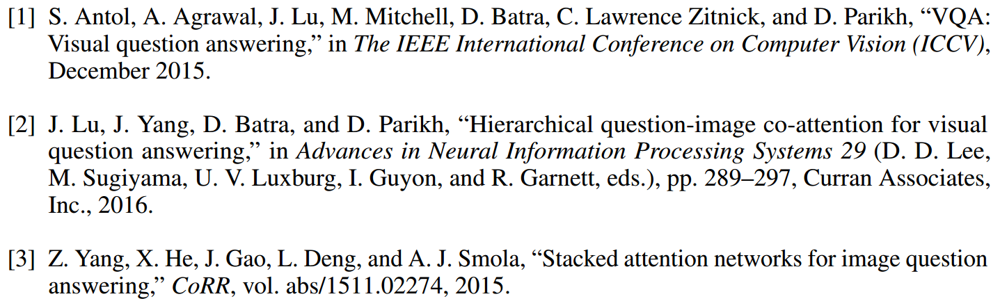 [1] S. Antol, A. Agrawal, J. Lu, M. Mitchell, D. Batra, C. Lawrence Zitnick, and D. Parikh, “VQA:
Visual question answering,” in The IEEE International Conference on Computer Vision (ICCV),
December 2015.
[2] J. Lu, J. Yang, D. Batra, and D. Parikh, “Hierarchical question-image co-attention for visual
question answering,” in Advances in Neural Information Processing Systems 29 (D. D. Lee,
M. Sugiyama, U. V. Luxburg, I. Guyon, and R. Garnett, eds.), pp. 289–297, Curran Associates,
Inc., 2016.
[3] Z. Yang, X. He, J. Gao, L. Deng, and A. J. Smola, “Stacked attention networks for image question
answering,” CoRR, vol. abs/1511.02274, 2015.